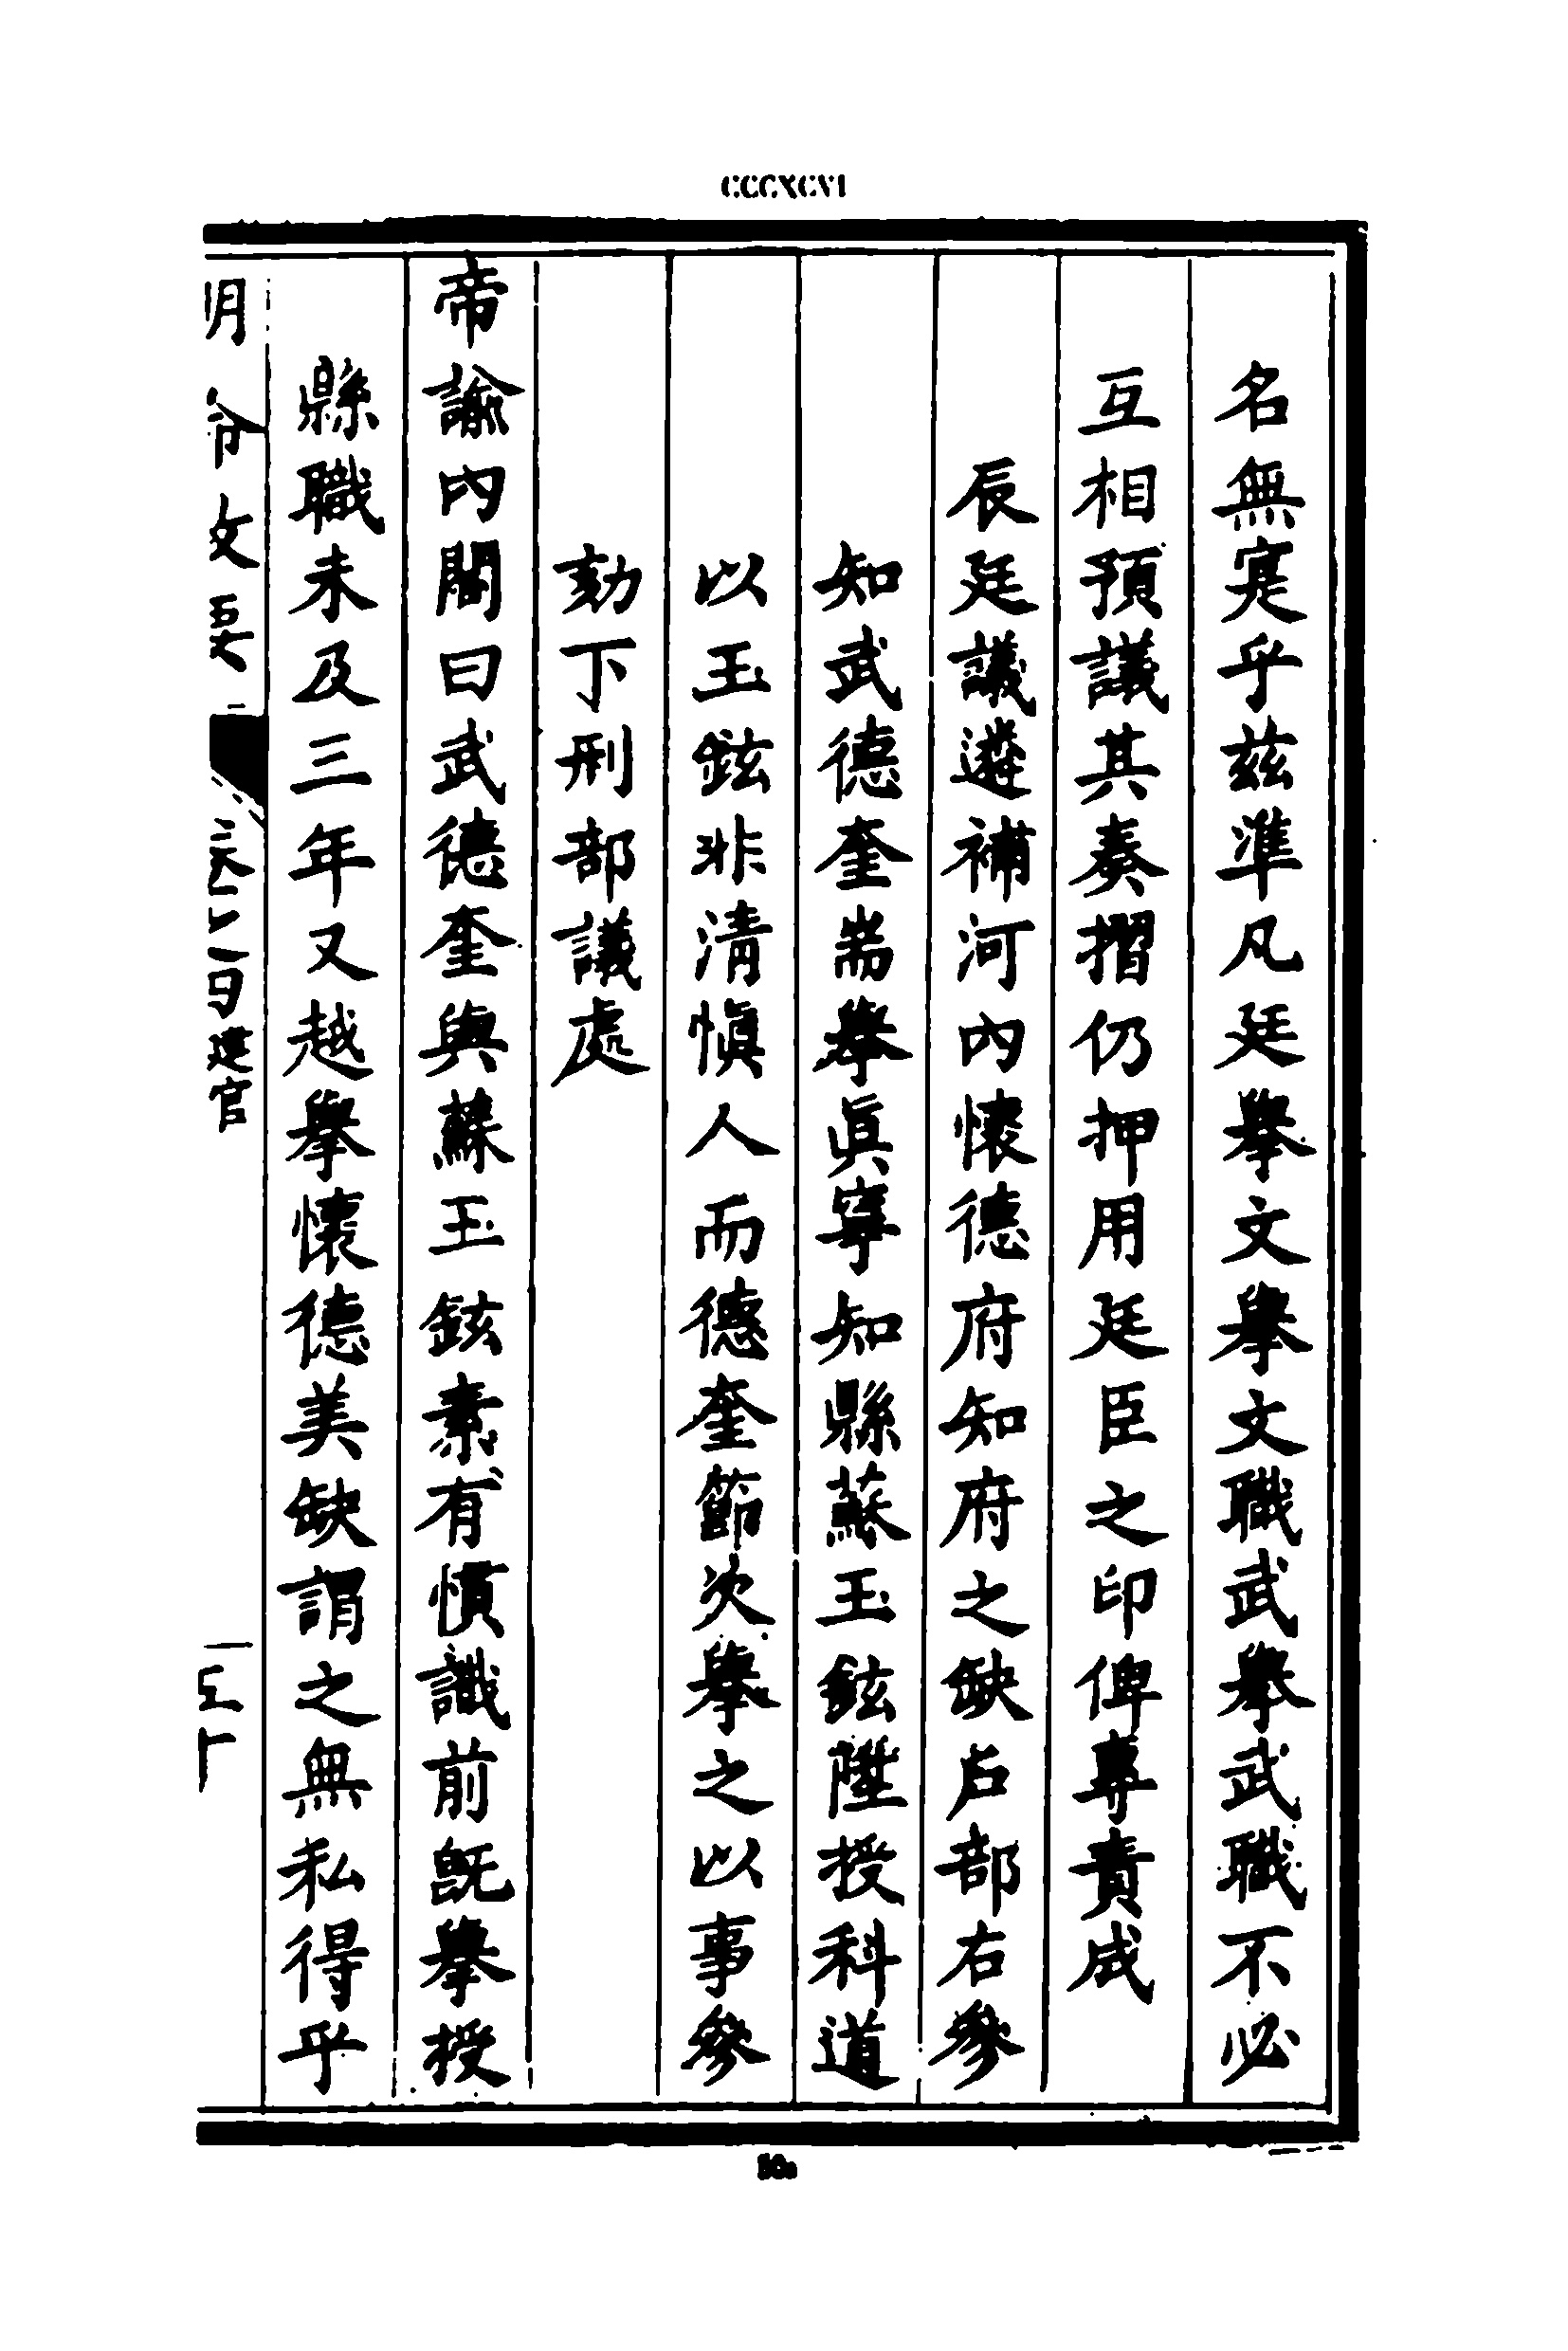 CCCXCVI
名無寔乎茲準凡廷舉文舉文職武舉武職不必
互相預議其奏摺仍押用廷臣之印俾專責成
辰廷議遴補河內懷德府知府之缺戶部右參
知武德奎耑舉眞寧知縣蘇玉鉉陞授科道
以玉鉉非清愼人而德奎節次舉之以事參
劾下刑部議處
帝諭內閣曰武德奎與蘇玉鉉素有慣識前旣舉授
縣職未及三年又越舉懷德美缺謂之無私得乎
明命政要
官